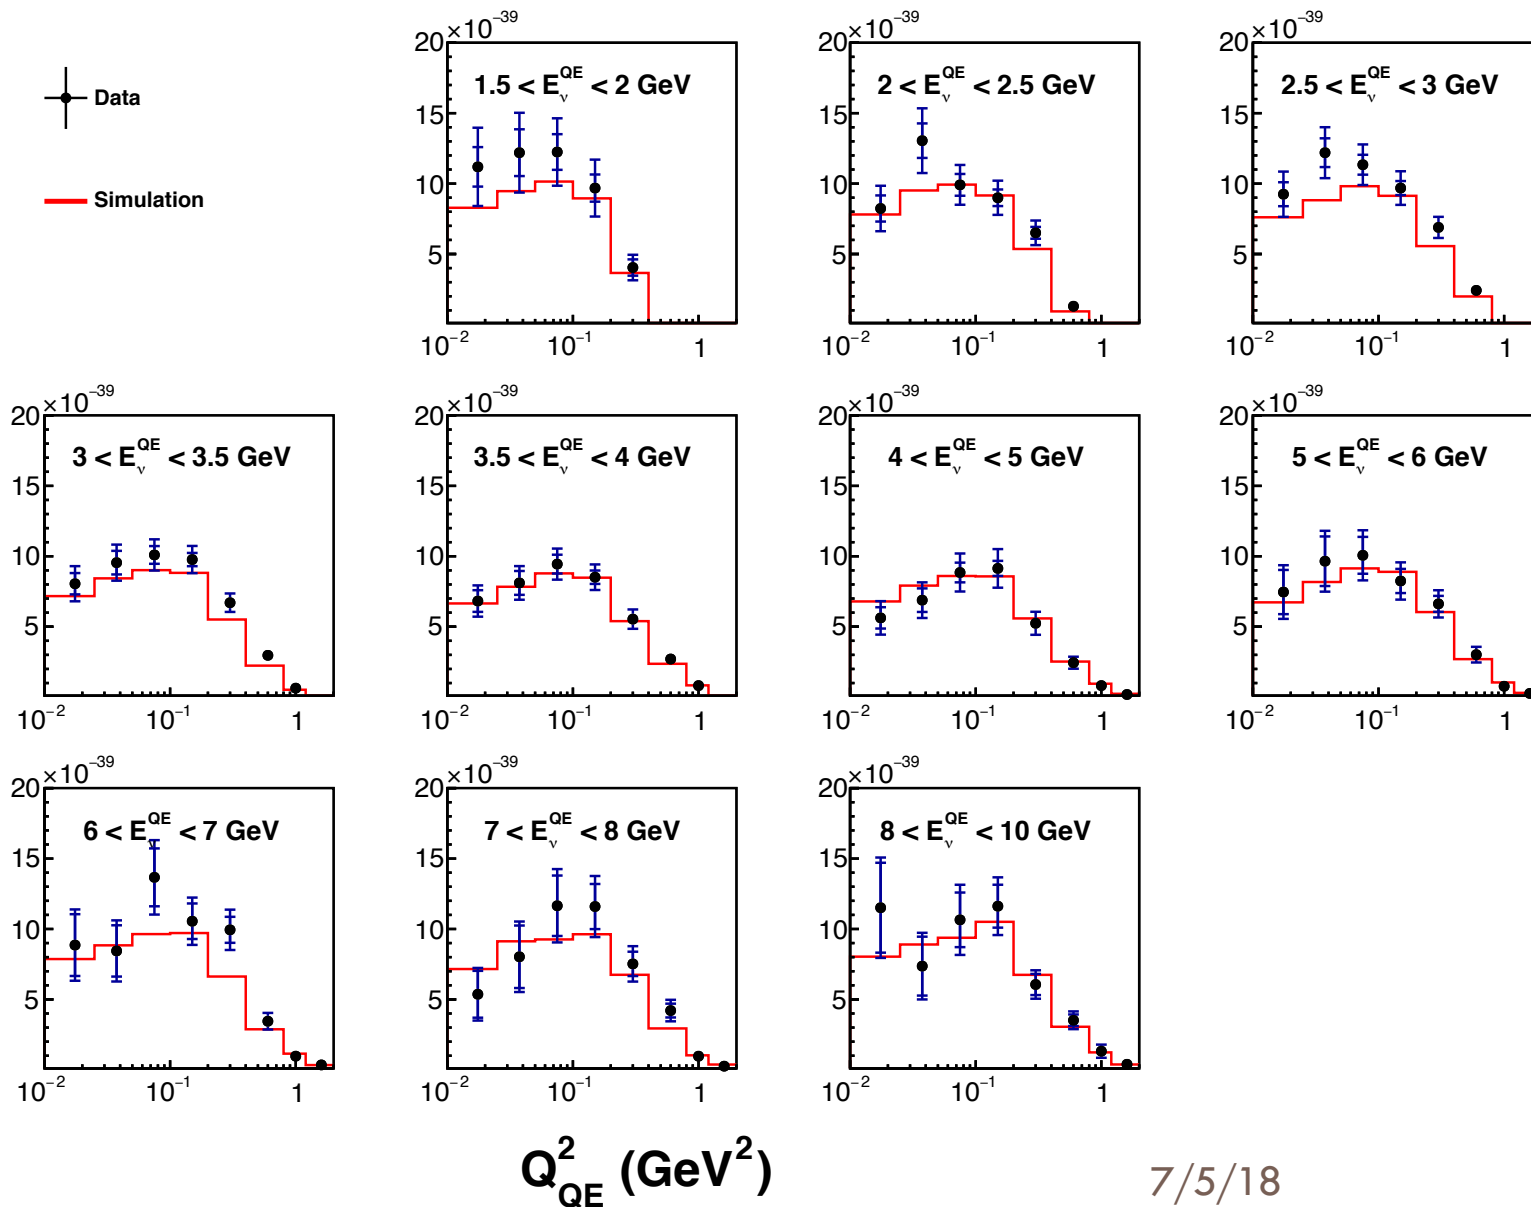 Data
Simulation
20 ×10⁻³⁹
1.5 < E_ν^QE < 2 GeV
15
10
5
10⁻² 10⁻¹ 1
20 ×10⁻³⁹
2 < E_ν^QE < 2.5 GeV
15
10
5
10⁻² 10⁻¹ 1
20 ×10⁻³⁹
2.5 < E_ν^QE < 3 GeV
15
10
5
10⁻² 10⁻¹ 1
20 ×10⁻³⁹
3 < E_ν^QE < 3.5 GeV
15
10
5
10⁻² 10⁻¹ 1
20 ×10⁻³⁹
3.5 < E_ν^QE < 4 GeV
15
10
5
10⁻² 10⁻¹ 1
20 ×10⁻³⁹
4 < E_ν^QE < 5 GeV
15
10
5
10⁻² 10⁻¹ 1
20 ×10⁻³⁹
5 < E_ν^QE < 6 GeV
15
10
5
10⁻² 10⁻¹ 1
20 ×10⁻³⁹
6 < E_ν^QE < 7 GeV
15
10
5
10⁻² 10⁻¹ 1
20 ×10⁻³⁹
7 < E_ν^QE < 8 GeV
15
10
5
10⁻² 10⁻¹ 1
20 ×10⁻³⁹
8 < E_ν^QE < 10 GeV
15
10
5
10⁻² 10⁻¹ 1
Q²_QE (GeV²)
7/5/18